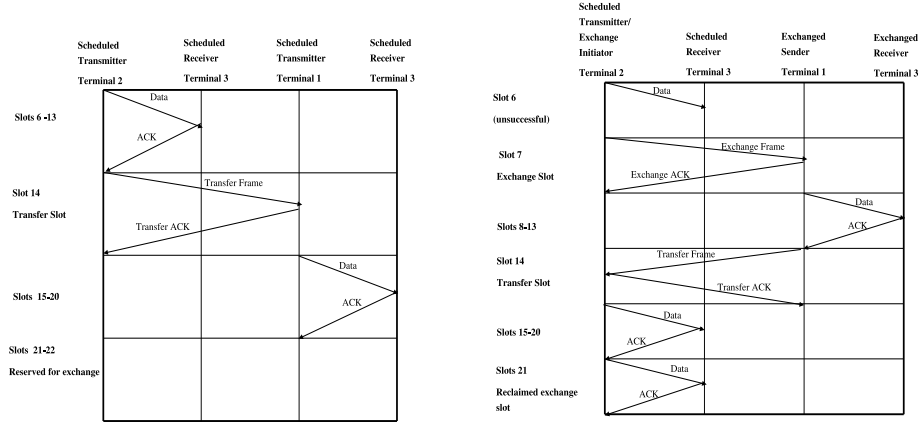 Scheduled
Transmitter
Terminal 2
Scheduled
Receiver
Terminal 3
Scheduled
Transmitter
Terminal 1
Scheduled
Receiver
Terminal 3
Slots 6-13
Data
ACK
Slot 14
Transfer Slot
Transfer Frame
Transfer ACK
Slots 15-20
Data
ACK
Slots 21-22
Reserved for exchange
Scheduled
Transmitter/
Exchange
Initiator
Terminal 2
Scheduled
Receiver
Terminal 3
Exchanged
Sender
Terminal 1
Exchanged
Receiver
Terminal 3
Slot 6
(unsuccessful)
Data
Slot 7
Exchange Slot
Exchange Frame
Exchange ACK
Slots 8-13
Data
ACK
Slot 14
Transfer Slot
Transfer Frame
Transfer ACK
Slots 15-20
Data
ACK
Slots 21
Reclaimed exchange
slot
Data
ACK